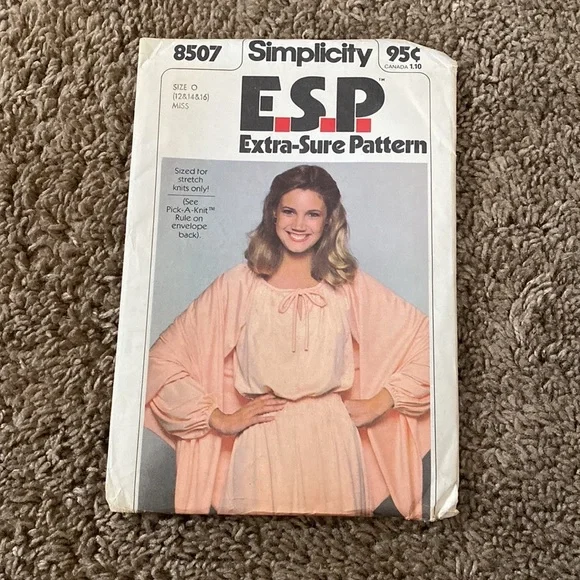 8507 Simplicity 95¢
CANADA 1.10
SIZE O
(12&14&16)
MISS
E.S.P.™
Extra-Sure Pattern
Sized for
stretch
knits only!
(See
Pick-A-Knit™
Rule on
envelope
back).